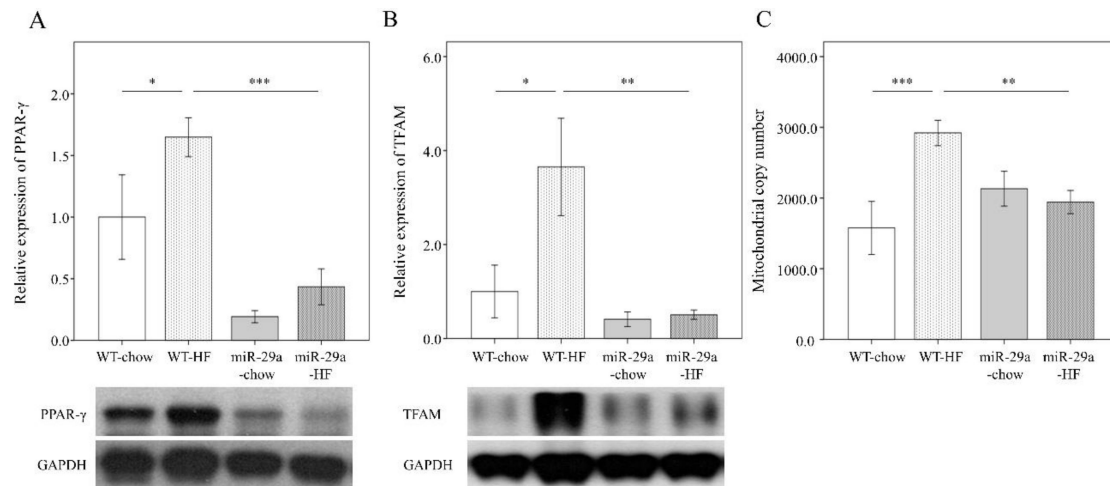 A
Relative expression of PPAR-γ
2.0
1.5
1.0
0.5
0.0
*
***
WT-chow
WT-HF
miR-29a
-chow
miR-29a
-HF
PPAR-γ
GAPDH
B
Relative expression of TFAM
6.0
4.0
2.0
0.0
*
**
WT-chow
WT-HF
miR-29a
-chow
miR-29a
-HF
TFAM
GAPDH
C
Mitochondrial copy number
4000.0
3000.0
2000.0
1000.0
0.0
***
**
WT-chow
WT-HF
miR-29a
-chow
miR-29a
-HF